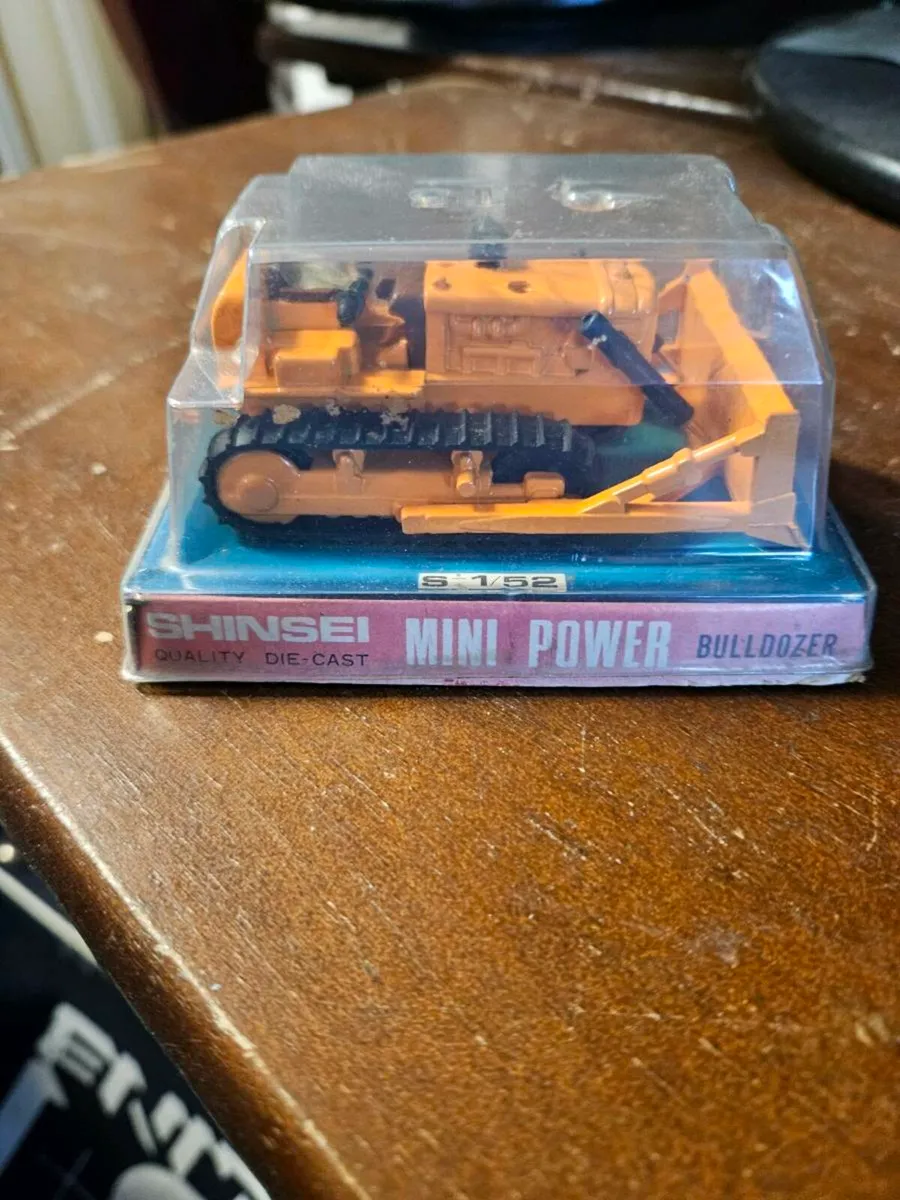 S-1/52
SHINSEI MINI POWER BULLDOZER
QUALITY DIE-CAST